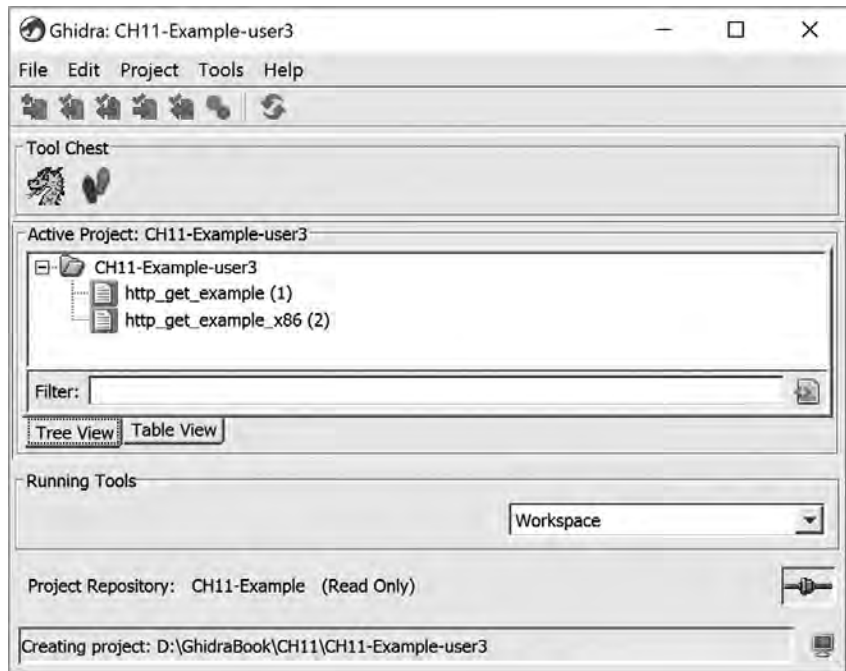 Ghidra: CH11-Example-user3
File Edit Project Tools Help
Tool Chest
Active Project: CH11-Example-user3
CH11-Example-user3
http_get_example (1)
http_get_example_x86 (2)
Filter:
Tree View Table View
Running Tools
Workspace
Project Repository: CH11-Example (Read Only)
Creating project: D:\GhidraBook\CH11\CH11-Example-user3